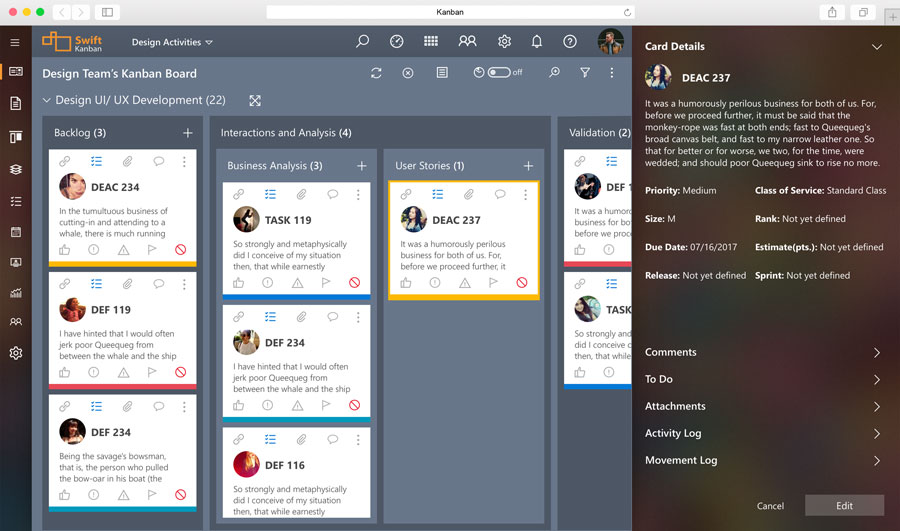 Kanban
Swift
Kanban
Design Activities
Design Team's Kanban Board
off
Design UI/ UX Development (22)
Backlog (3)
DEAC 234
In the tumultuous business of
cutting-in and attending to a
whale, there is much running
DEF 119
I have hinted that I would often
jerk poor Queequeg from
between the whale and the ship
DEF 234
Being the savage's bowsman,
that is, the person who pulled
the bow-oar in his boat (the
Interactions and Analysis (4)
Business Analysis (3)
TASK 119
So strongly and metaphysically
did I conceive of my situation
then, that while earnestly
DEF 234
I have hinted that I would often
jerk poor Queequeg from
between the whale and the ship
DEF 116
So strongly and metaphysically
did I conceive of my situation
then, that while earnestly
User Stories (1)
DEAC 237
It was a humorously perilous
business for both of us. For,
before we proceed further, it
Validation (2)
DEF 1
It was a humor
business for b
before we pro
TASK
So strongly and
did I conceive o
then, that while
Card Details
DEAC 237
It was a humorously perilous business for both of us. For,
before we proceed further, it must be said that the
monkey-rope was fast at both ends; fast to Queequeg's
broad canvas belt, and fast to my narrow leather one. So
that for better or for worse, we two, for the time, were
wedded; and should poor Queequeg sink to rise no more.
Priority: Medium
Class of Service: Standard Class
Size: M
Rank: Not yet defined
Due Date: 07/16/2017
Estimate(pts.): Not yet defined
Release: Not yet defined
Sprint: Not yet defined
Comments
To Do
Attachments
Activity Log
Movement Log
Cancel
Edit